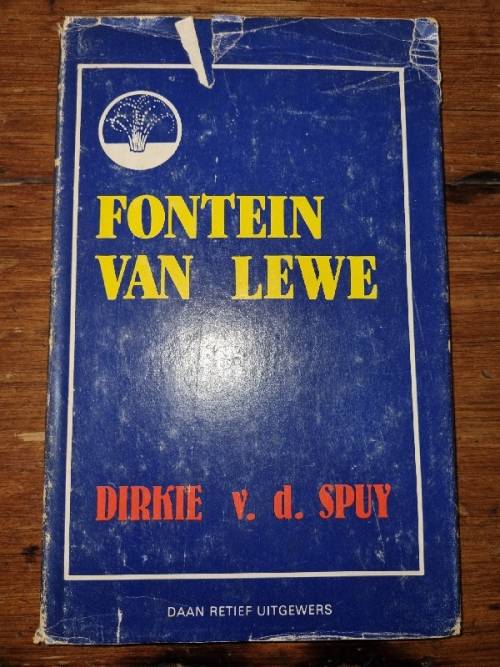 FONTEIN
VAN LEWE
DIRKIE v. d. SPUY
DAAN RETIEF UITGEWERS